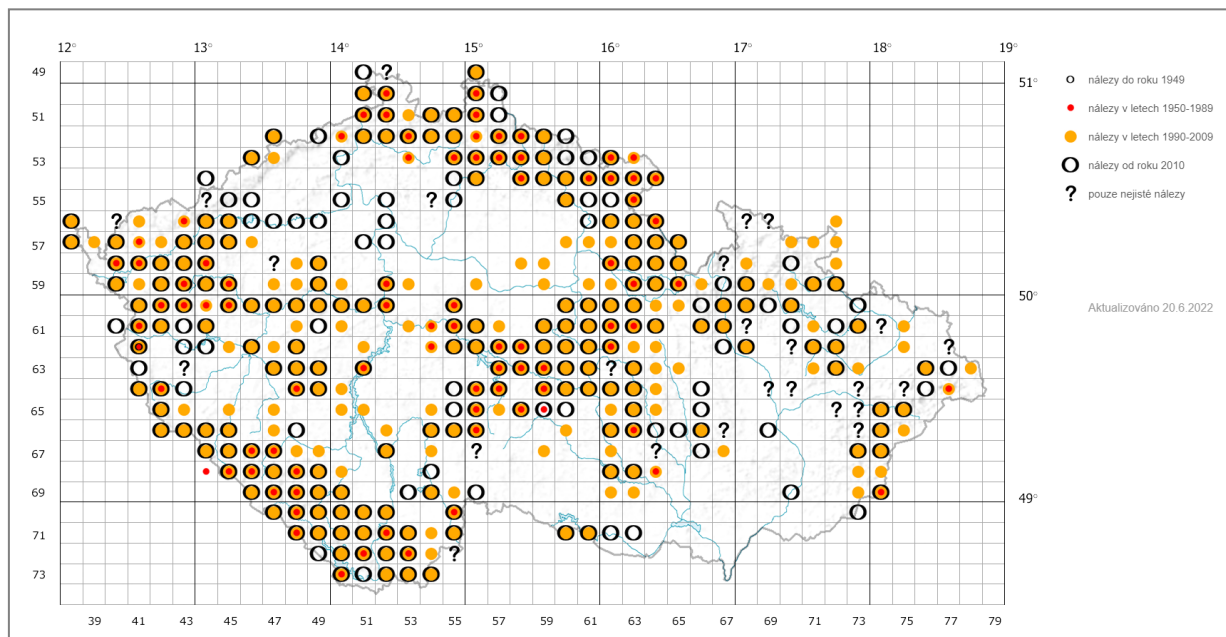 12° 13° 14° 15° 16° 17° 18° 19°
49 51°
51
53
55
57
59 50°
61
63
65
67
69 49°
71
73
39 41 43 45 47 49 51 53 55 57 59 61 63 65 67 69 71 73 75 77 79
nálezy do roku 1949
nálezy v letech 1950-1989
nálezy v letech 1990-2009
nálezy od roku 2010
? pouze nejisté nálezy
Aktualizováno 20.6.2022